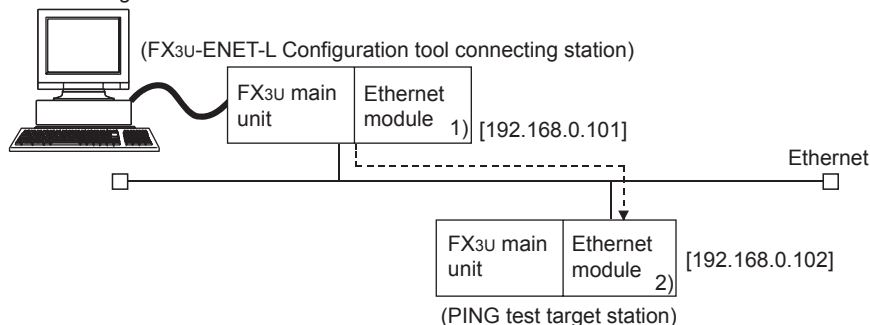 (FX3U-ENET-L Configuration tool connecting station)
FX3U main
unit
Ethernet
module
1)
[192.168.0.101]
Ethernet
FX3U main
unit
Ethernet
module
2)
[192.168.0.102]
(PING test target station)